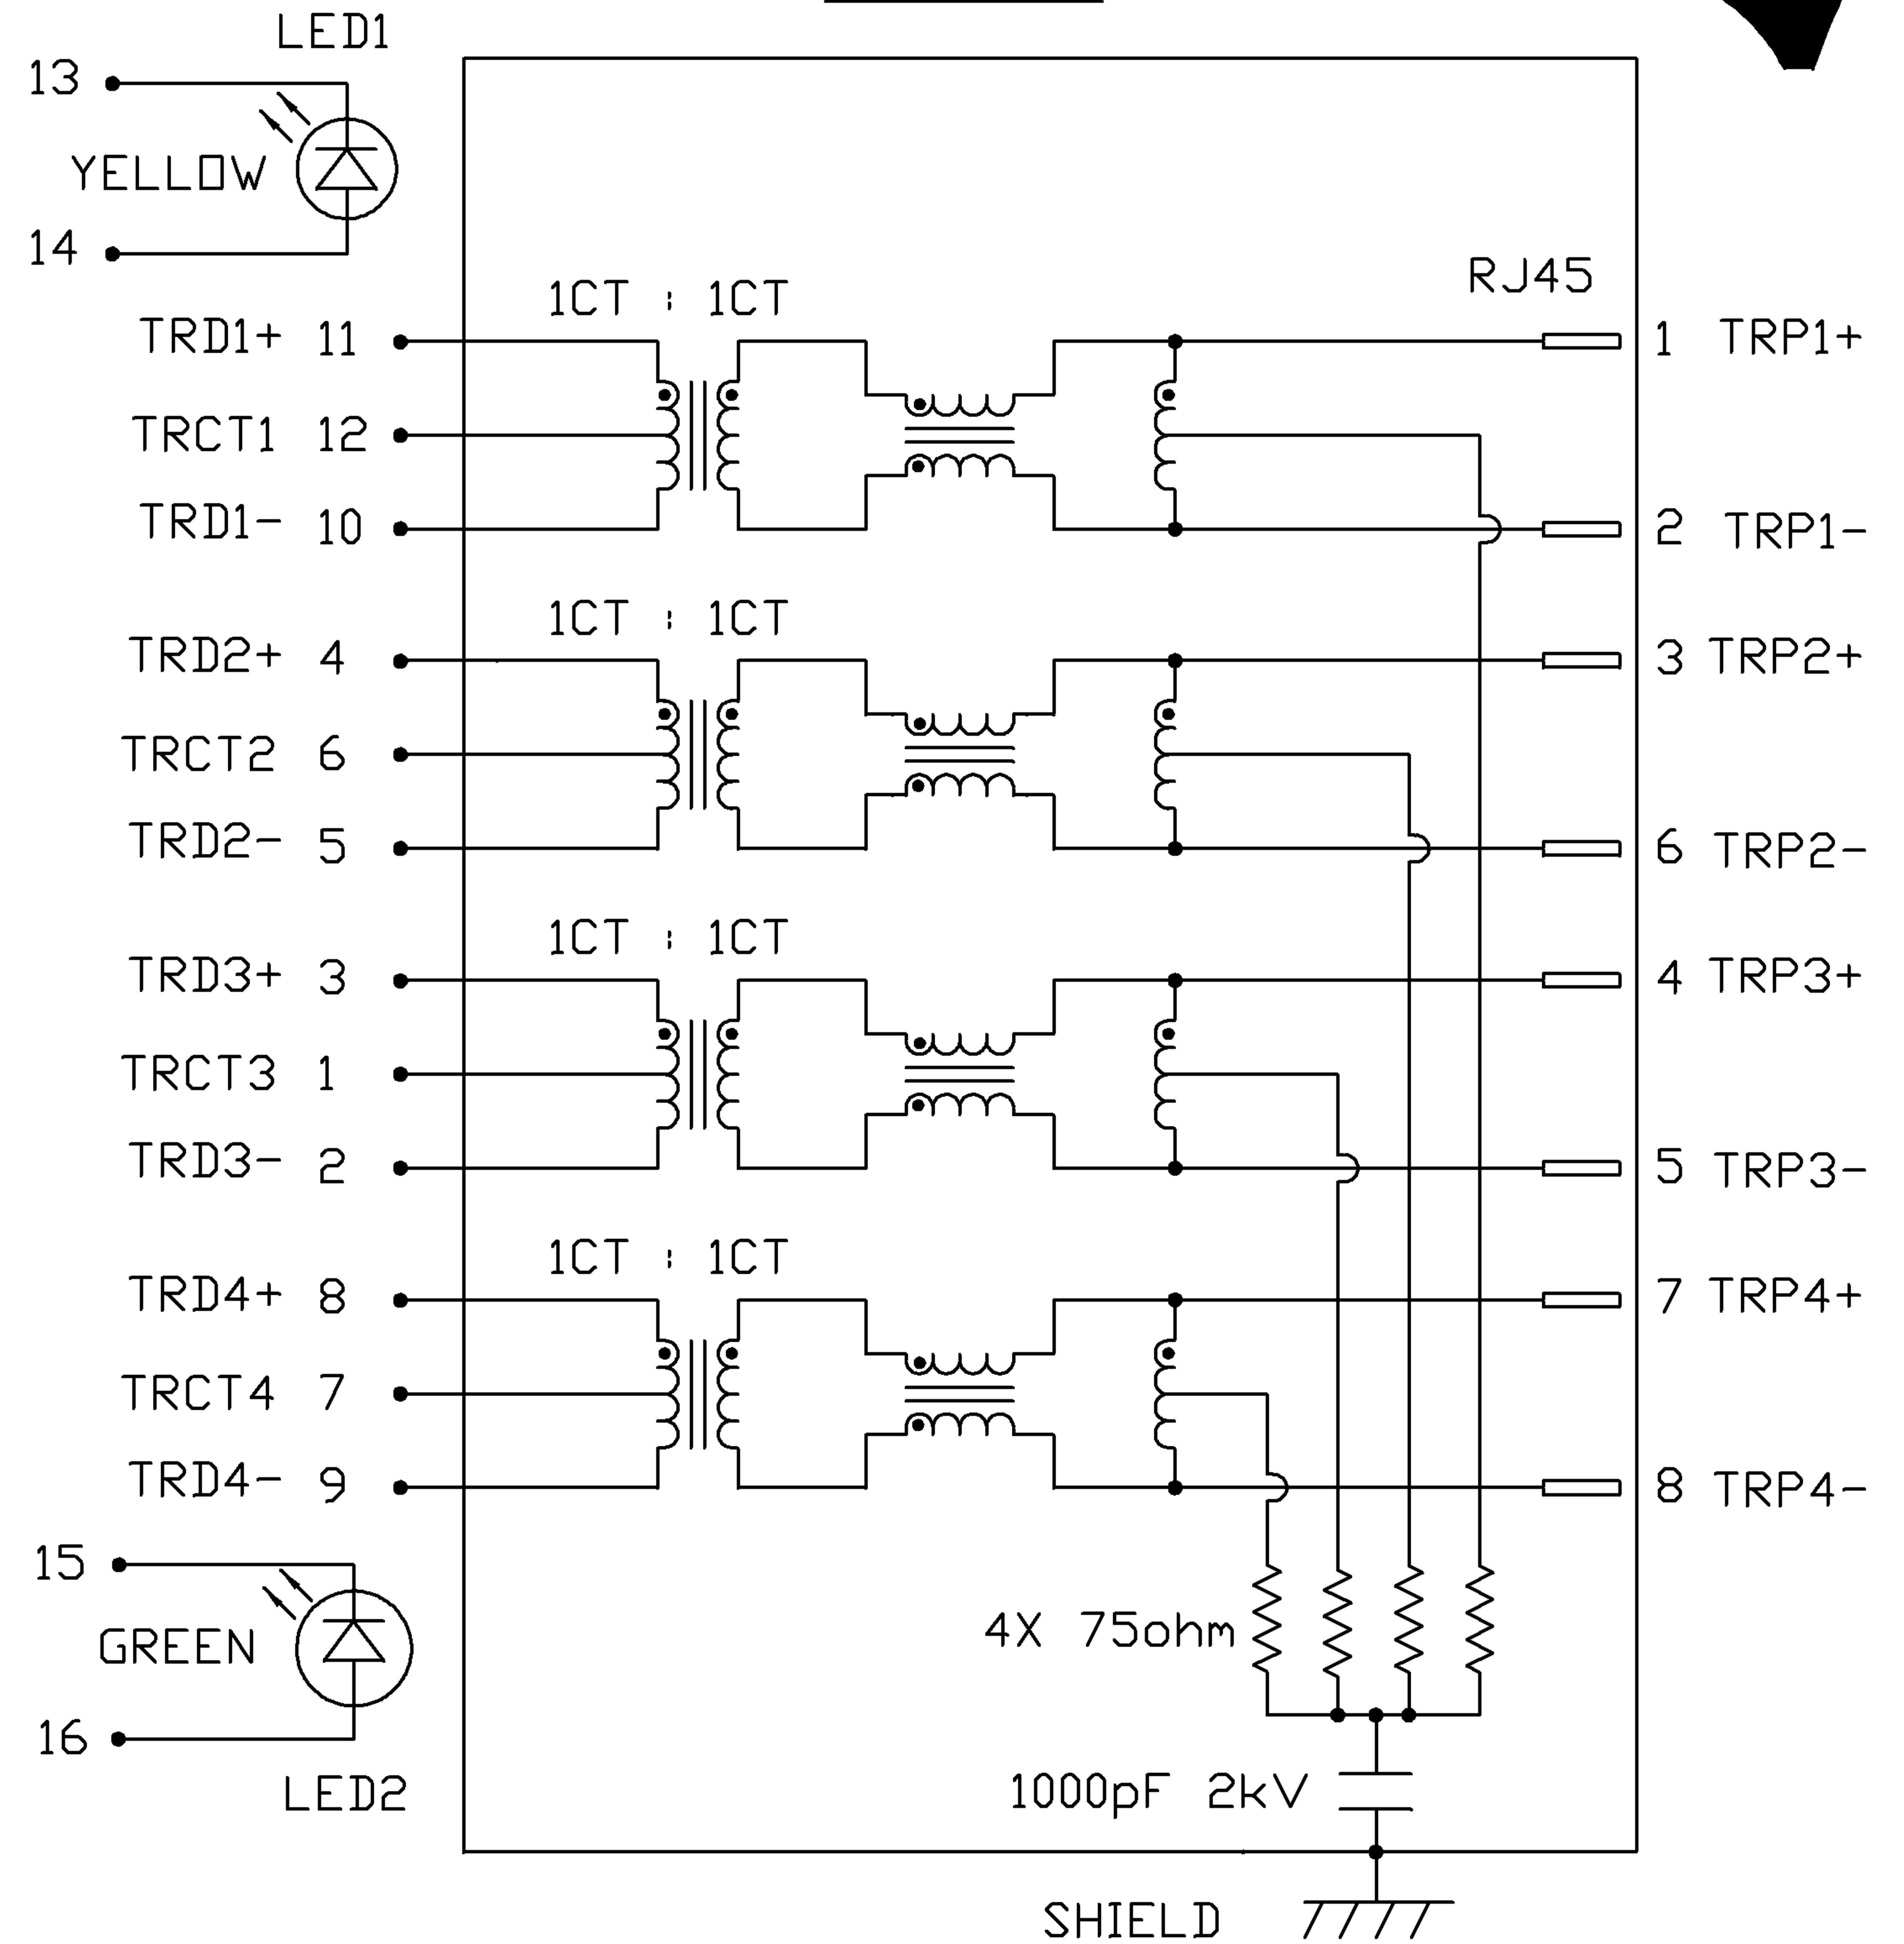 LED1
13
YELLOW
14
RJ45
1CT : 1CT
TRD1+ 11
1 TRP1+
TRCT1 12
TRD1- 10
2 TRP1-
1CT : 1CT
TRD2+ 4
3 TRP2+
TRCT2 6
TRD2- 5
6 TRP2-
1CT : 1CT
TRD3+ 3
4 TRP3+
TRCT3 1
TRD3- 2
5 TRP3-
1CT : 1CT
TRD4+ 8
7 TRP4+
TRCT4 7
TRD4- 9
8 TRP4-
15
GREEN
16
LED2
4X 75ohm
1000pF 2kV
SHIELD